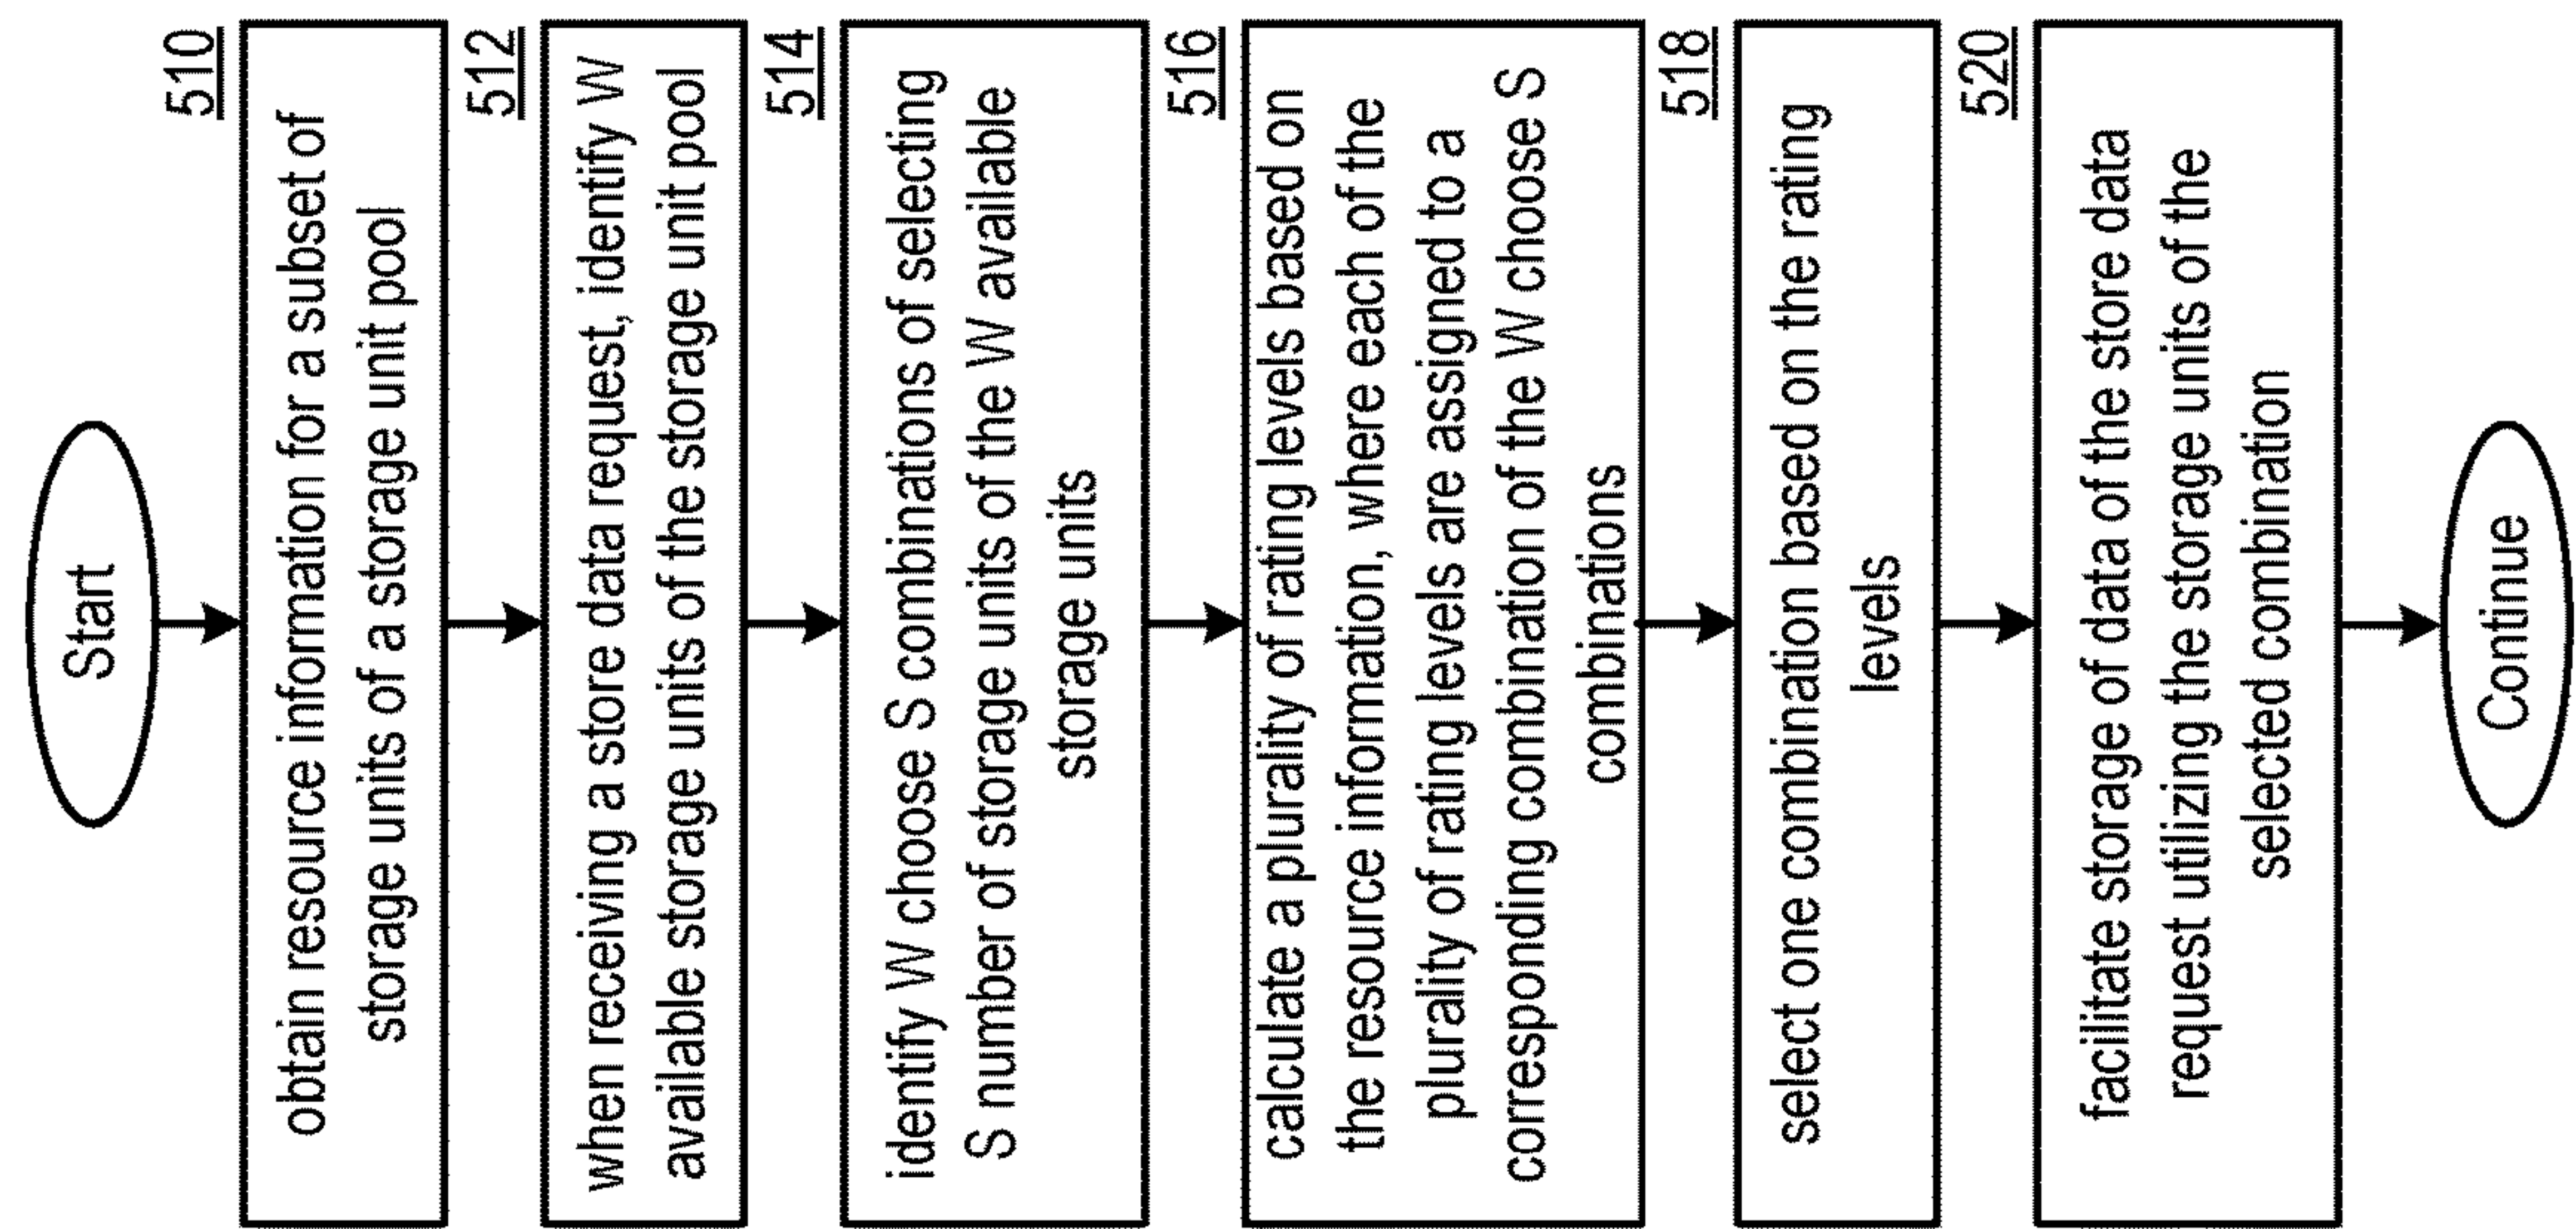 Start
510
obtain resource information for a subset of
storage units of a storage unit pool
512
when receiving a store data request, identify W
available storage units of the storage unit pool
514
identify W choose S combinations of selecting
S number of storage units of the W available
storage units
516
calculate a plurality of rating levels based on
the resource information, where each of the
plurality of rating levels are assigned to a
corresponding combination of the W choose S
combinations
518
select one combination based on the rating
levels
520
facilitate storage of data of the store data
request utilizing the storage units of the
selected combination
Continue